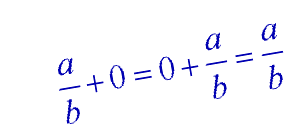 a/b + 0 = 0 + a/b = a/b